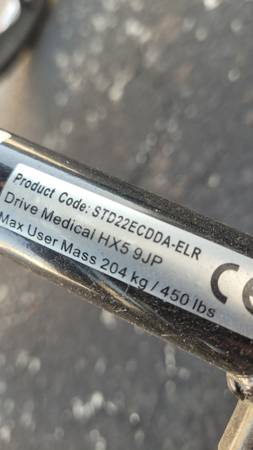 Product Code: STD22ECDDA-ELR
Drive Medical HX5 9JP
Max User Mass 204 kg / 450 lbs
CE